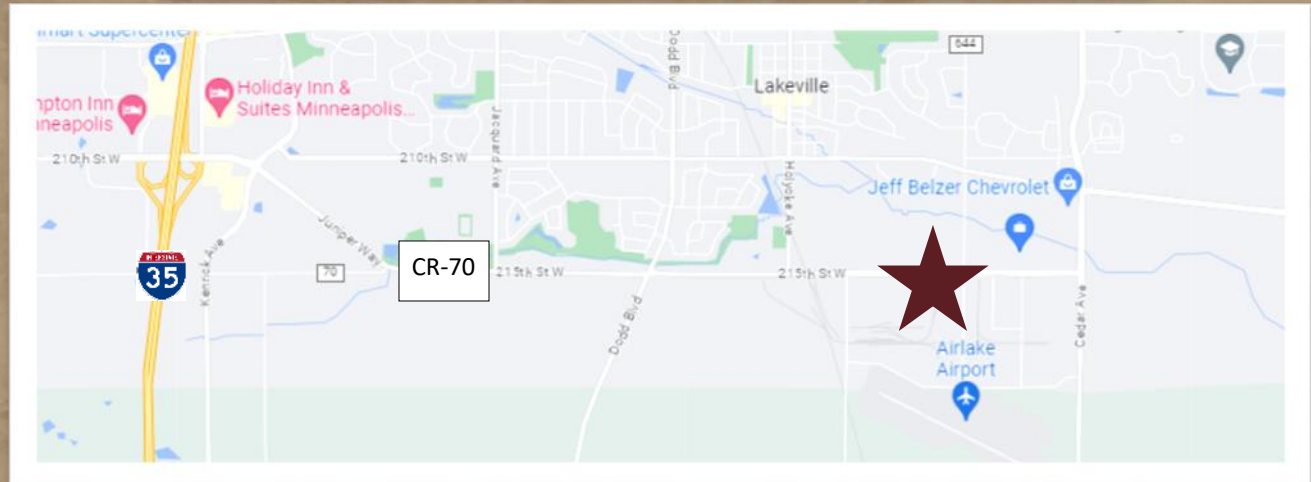 Supercenter
Lakeville
644
Holiday Inn &
Suites Minneapolis...
Inn
Dodd Blvd
Jacquard Ave
210th St W
210th St W
Holyoke Ave
Jeff Belzer Chevrolet
Juniper Way
Kenrick Ave
INTERSTATE
35
70
CR-70
215th St W
215th St W
Dodd Blvd
Cedar Ave
Airlake
Airport